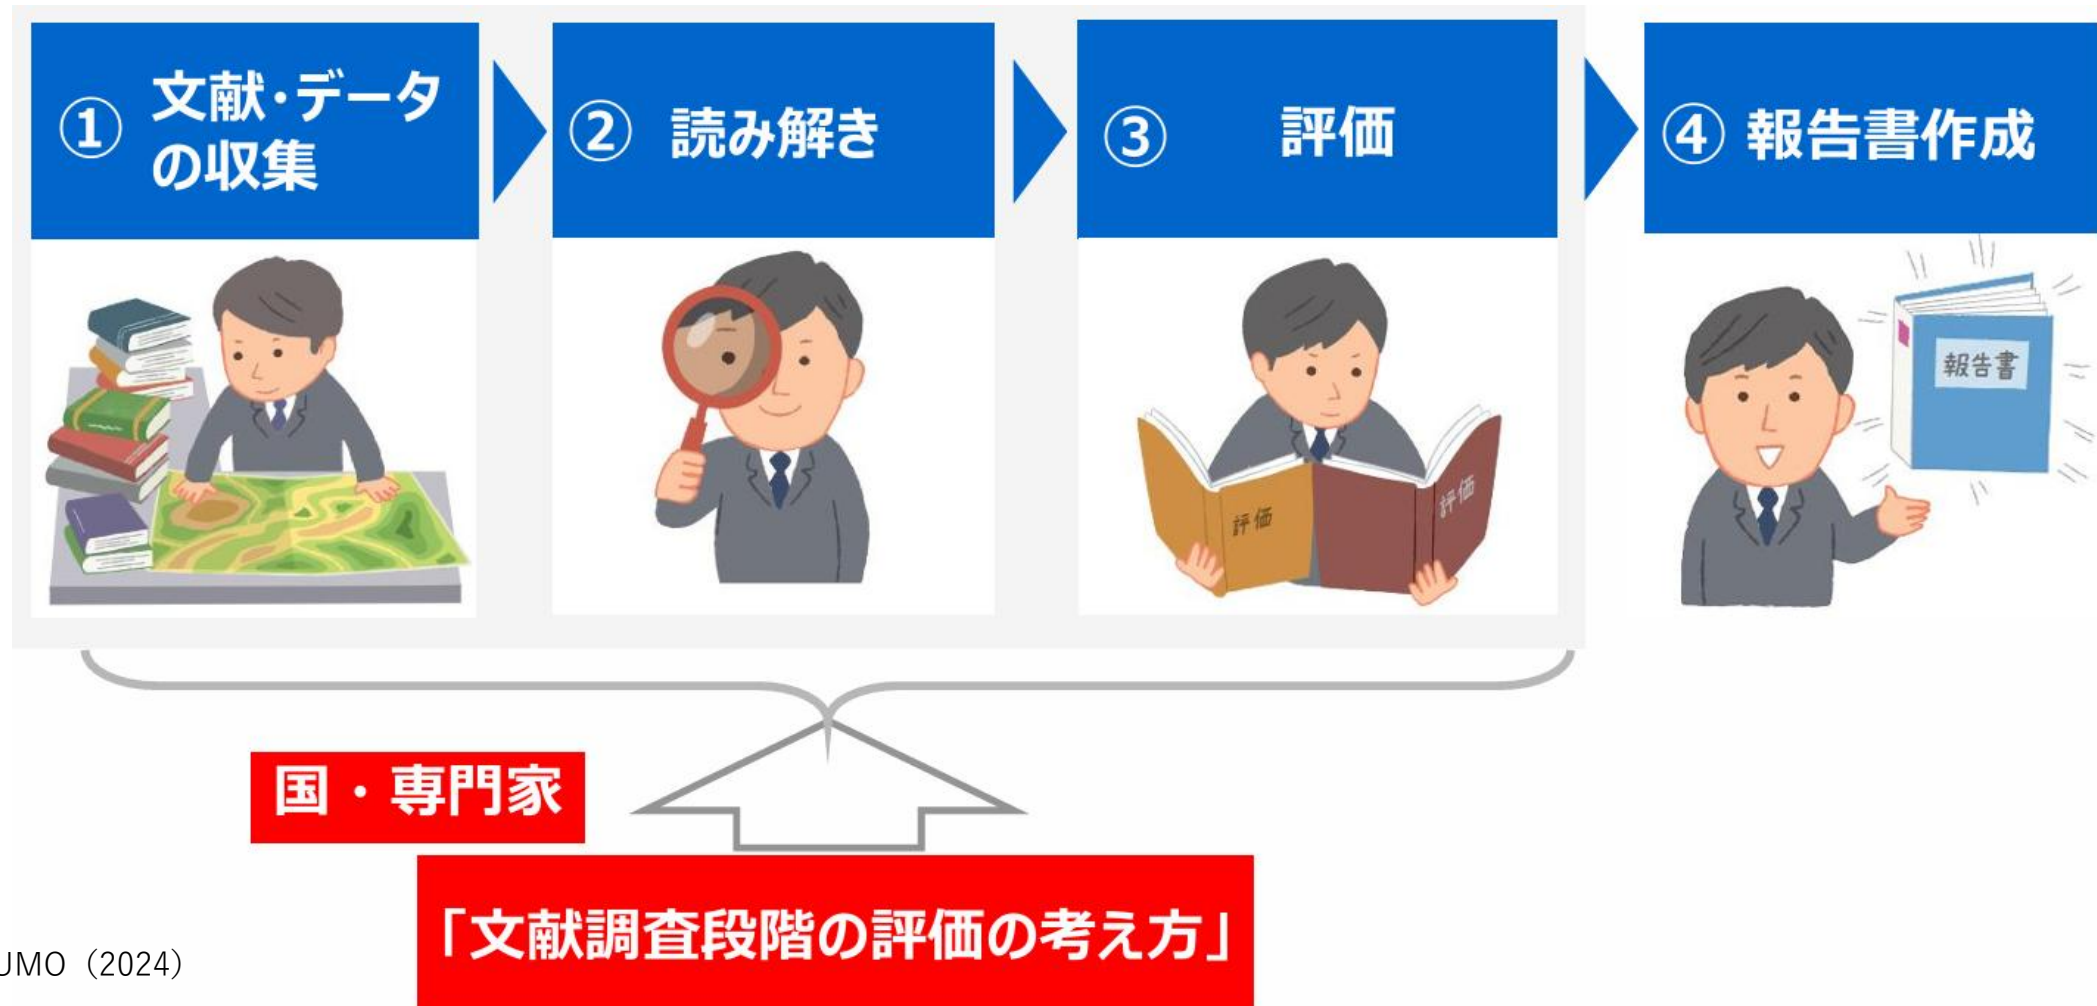 ① 文献・データ
の収集
② 読み解き
③ 評価
④ 報告書作成
評価
評価
報告書
国・専門家
「文献調査段階の評価の考え方」
UMO（2024）